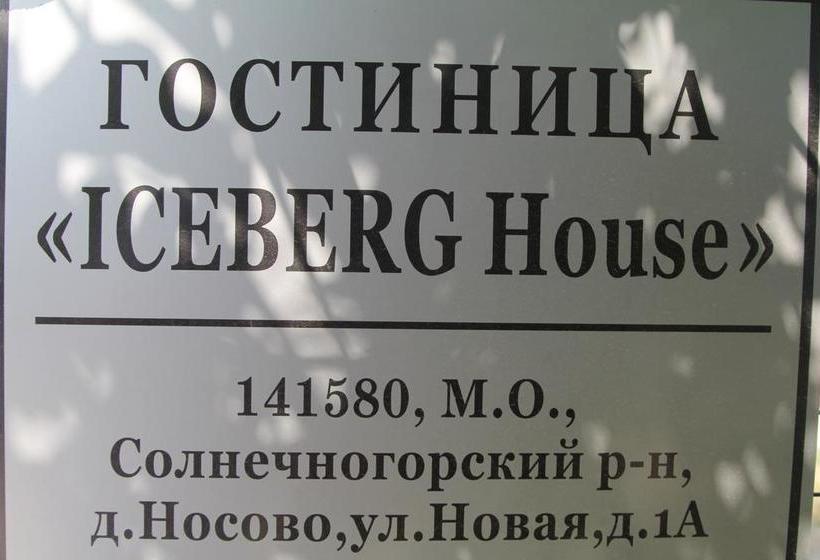 ГОСТИНИЦА
«ICEBERG House»
141580, М.О.,
Солнечногорский р-н,
д.Носово,ул.Новая,д.1А